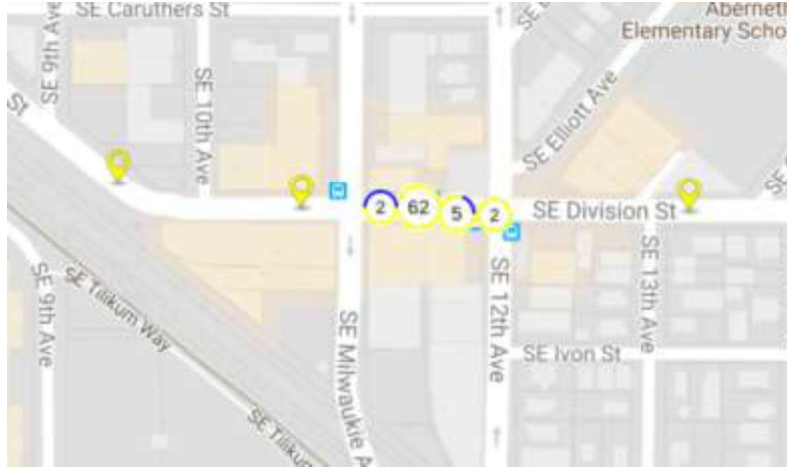 SE Caruthers St
Aberneth
Elementary Schoo
SE 9th Ave
SE 10th Ave
St
SE Elliott Ave
2
62
5
2
SE Division St
SE 13th Ave
SE 12th Ave
SE 9th Ave
SE Tilikum Way
SE Milwaukie A
SE Ivon St
SE Tilikum